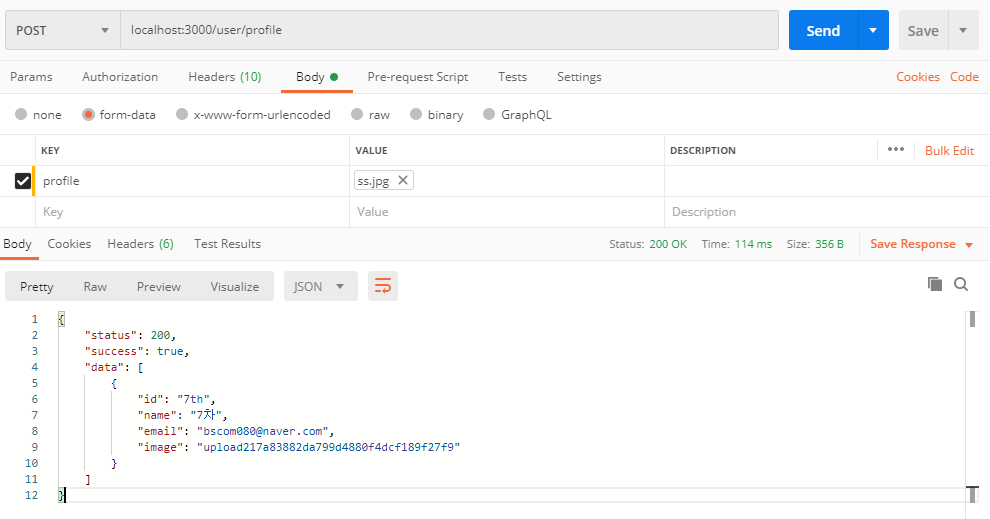 POST localhost:3000/user/profile Send Save
Params Authorization Headers (10) Body Pre-request Script Tests Settings Cookies Code
none form-data x-www-form-urlencoded raw binary GraphQL
KEY VALUE DESCRIPTION ••• Bulk Edit
profile ss.jpg
Key Value Description
Body Cookies Headers (6) Test Results Status: 200 OK Time: 114 ms Size: 356 B Save Response
Pretty Raw Preview Visualize JSON
1 {
2 "status": 200,
3 "success": true,
4 "data": [
5 {
6 "id": "7th",
7 "name": "7차",
8 "email": "bscom080@naver.com",
9 "image": "upload217a83882da799d4880f4dcf189f27f9"
10 }
11 ]
12 }